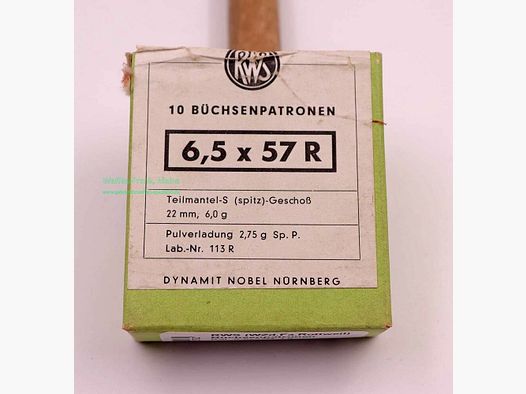 RWS
10 BÜCHSENPATRONEN
6,5 x 57 R
Teilmantel-S (spitz)-Geschoß
22 mm, 6,0 g
Pulverladung 2,75 g Sp. P.
Lab.-Nr. 113 R
DYNAMIT NOBEL NÜRNBERG